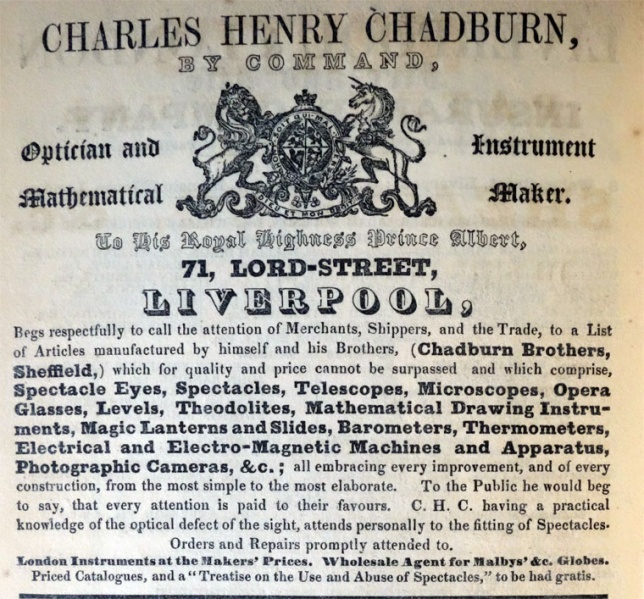 CHARLES HENRY CHADBURN,
BY COMMAND,
Optician and
Instrument
Mathematical
Maker.
To His Royal Highness Prince Albert,
71, LORD-STREET,
LIVERPOOL,
Begs respectfully to call the attention of Merchants, Shippers, and the Trade, to a List
of Articles manufactured by himself and his Brothers, (Chadburn Brothers,
Sheffield,) which for quality and price cannot be surpassed and which comprise,
Spectacle Eyes, Spectacles, Telescopes, Microscopes, Opera
Glasses, Levels, Theodolites, Mathematical Drawing Instru-
ments, Magic Lanterns and Slides, Barometers, Thermometers,
Electrical and Electro-Magnetic Machines and Apparatus,
Photographic Cameras, &c.; all embracing every improvement, and of every
construction, from the most simple to the most elaborate. To the Public he would beg
to say, that every attention is paid to their favours. C. H. C. having a practical
knowledge of the optical defect of the sight, attends personally to the fitting of Spectacles.
Orders and Repairs promptly attended to.
London Instruments at the Makers' Prices. Wholesale Agent for Malbys' &c. Globes.
Priced Catalogues, and a "Treatise on the Use and Abuse of Spectacles," to be had gratis.